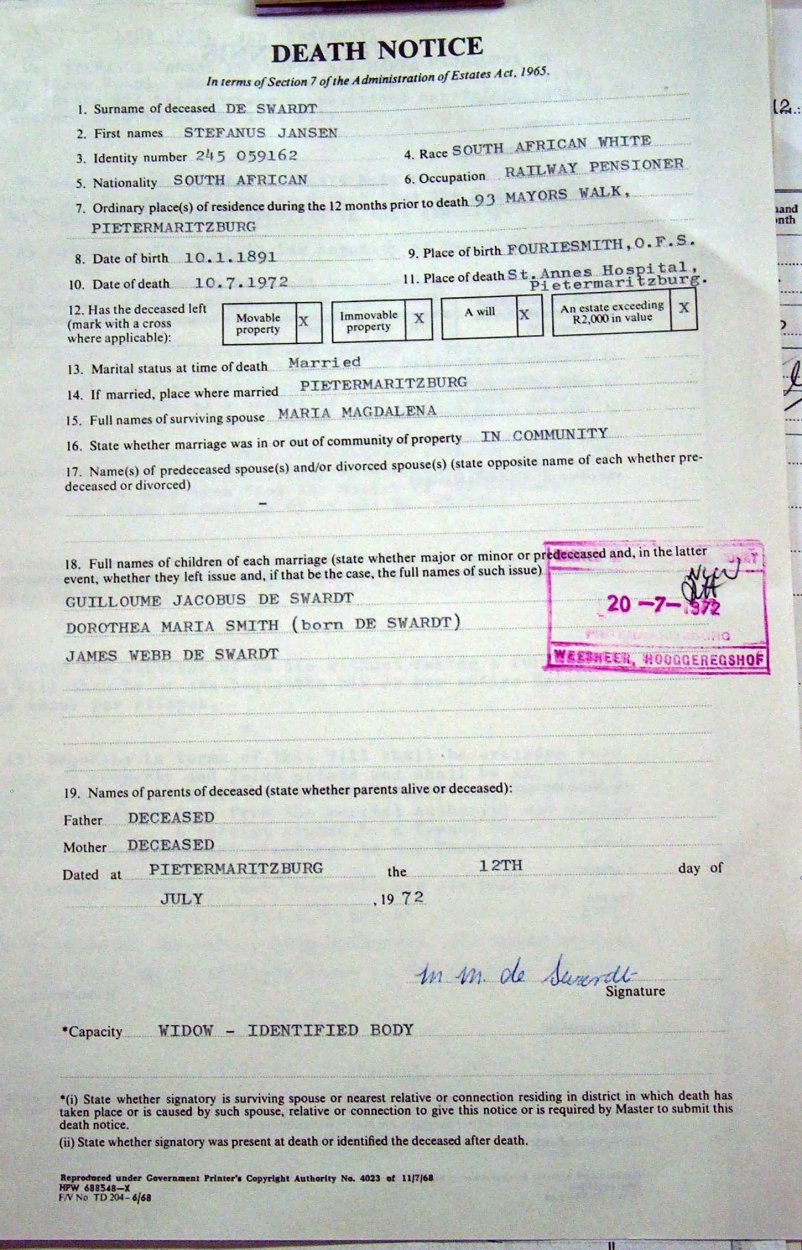 DEATH NOTICE
In terms of Section 7 of the Administration of Estates Act, 1965.
1. Surname of deceased DE SWARDT
2. First names STEFANUS JANSEN
3. Identity number 245 059162 4. Race SOUTH AFRICAN WHITE
5. Nationality SOUTH AFRICAN 6. Occupation RAILWAY PENSIONER
7. Ordinary place(s) of residence during the 12 months prior to death 93 MAYORS WALK,
PIETERMARITZBURG
8. Date of birth 10.1.1891 9. Place of birth FOURIESMITH, O.F.S.
10. Date of death 10.7.1972 11. Place of death St. Annes Hospital,
Pietermaritzburg.
12. Has the deceased left
(mark with a cross
where applicable):
Movable
property X
Immovable
property X
A will X
An estate exceeding
R2,000 in value X
13. Marital status at time of death Married
14. If married, place where married PIETERMARITZBURG
15. Full names of surviving spouse MARIA MAGDALENA
16. State whether marriage was in or out of community of property IN COMMUNITY
17. Name(s) of predeceased spouse(s) and/or divorced spouse(s) (state opposite name of each whether pre-
deceased or divorced)
–
18. Full names of children of each marriage (state whether major or minor or predeceased and, in the latter
event, whether they left issue and, if that be the case, the full names of such issue)
GUILLOUME JACOBUS DE SWARDT
DOROTHEA MARIA SMITH (born DE SWARDT)
JAMES WEBB DE SWARDT
20 -7- 1972
WEESHEER, HOOGGEREGSHOF
19. Names of parents of deceased (state whether parents alive or deceased):
Father DECEASED
Mother DECEASED
Dated at PIETERMARITZBURG the 12TH day of
JULY , 19 72
M M. de Swardt
Signature
*Capacity WIDOW - IDENTIFIED BODY
*(i) State whether signatory is surviving spouse or nearest relative or connection residing in district in which death has
taken place or is caused by such spouse, relative or connection to give this notice or is required by Master to submit this
death notice.
(ii) State whether signatory was present at death or identified the deceased after death.
Reproduced under Government Printer's Copyright Authority No. 4023 of 11/7/68
HPW 688548–X
F/V No TD 204 – 6/68